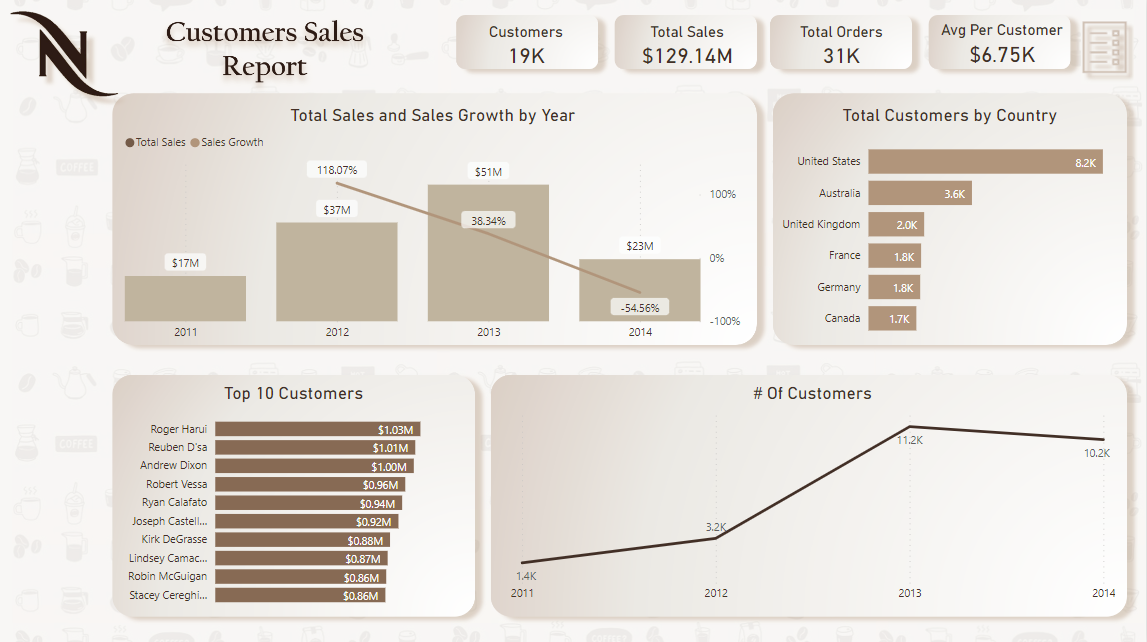 Customers Sales
Report
Customers
19K
Total Sales
$129.14M
Total Orders
31K
Avg Per Customer
$6.75K
Total Sales and Sales Growth by Year
Total Sales Sales Growth
118.07%
$51M
$37M
38.34%
$23M
$17M
-54.56%
100%
0%
-100%
2011 2012 2013 2014
Total Customers by Country
United States 8.2K
Australia 3.6K
United Kingdom 2.0K
France 1.8K
Germany 1.8K
Canada 1.7K
Top 10 Customers
Roger Harui $1.03M
Reuben D'sa $1.01M
Andrew Dixon $1.00M
Robert Vessa $0.96M
Ryan Calafato $0.94M
Joseph Castell... $0.92M
Kirk DeGrasse $0.88M
Lindsey Camac... $0.87M
Robin McGuigan $0.86M
Stacey Cereghi... $0.86M
# Of Customers
11.2K
10.2K
3.2K
1.4K
2011 2012 2013 2014
COFFEE
COFFEE
COFFEE